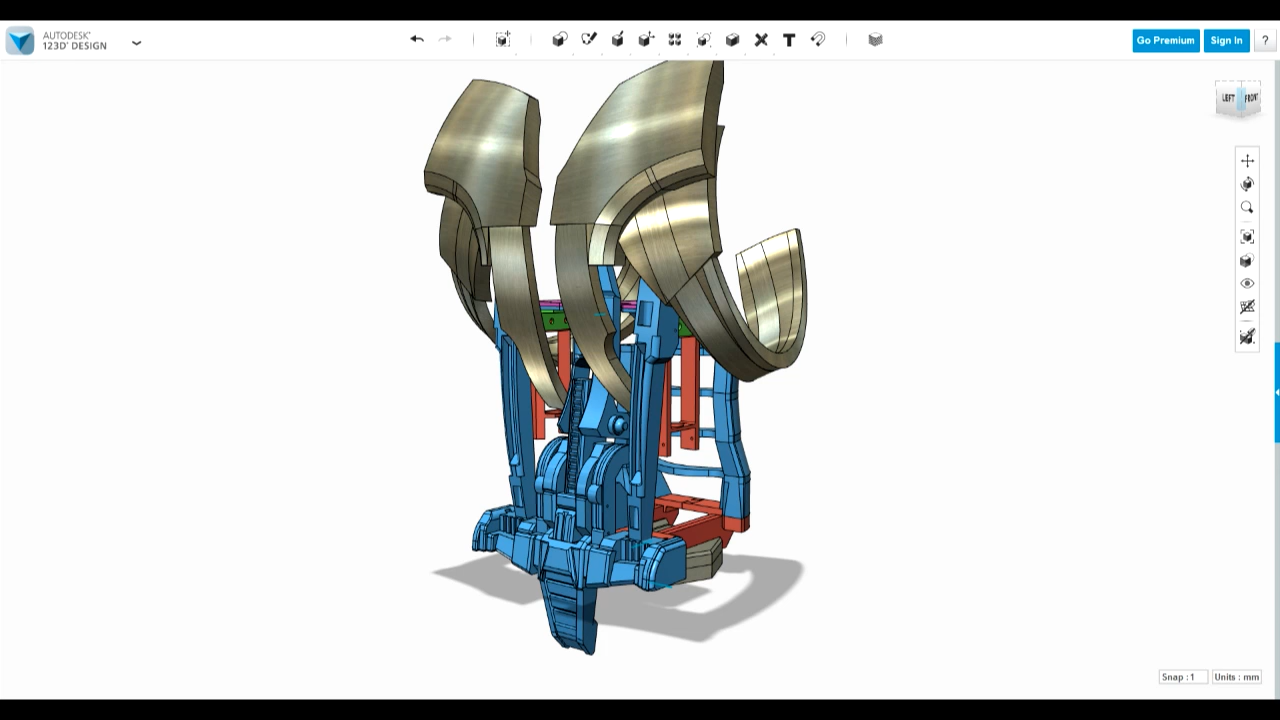 AUTODESK®
123D® DESIGN
Go Premium
Sign In
?
LEFT
FRONT
Snap : 1
Units : mm